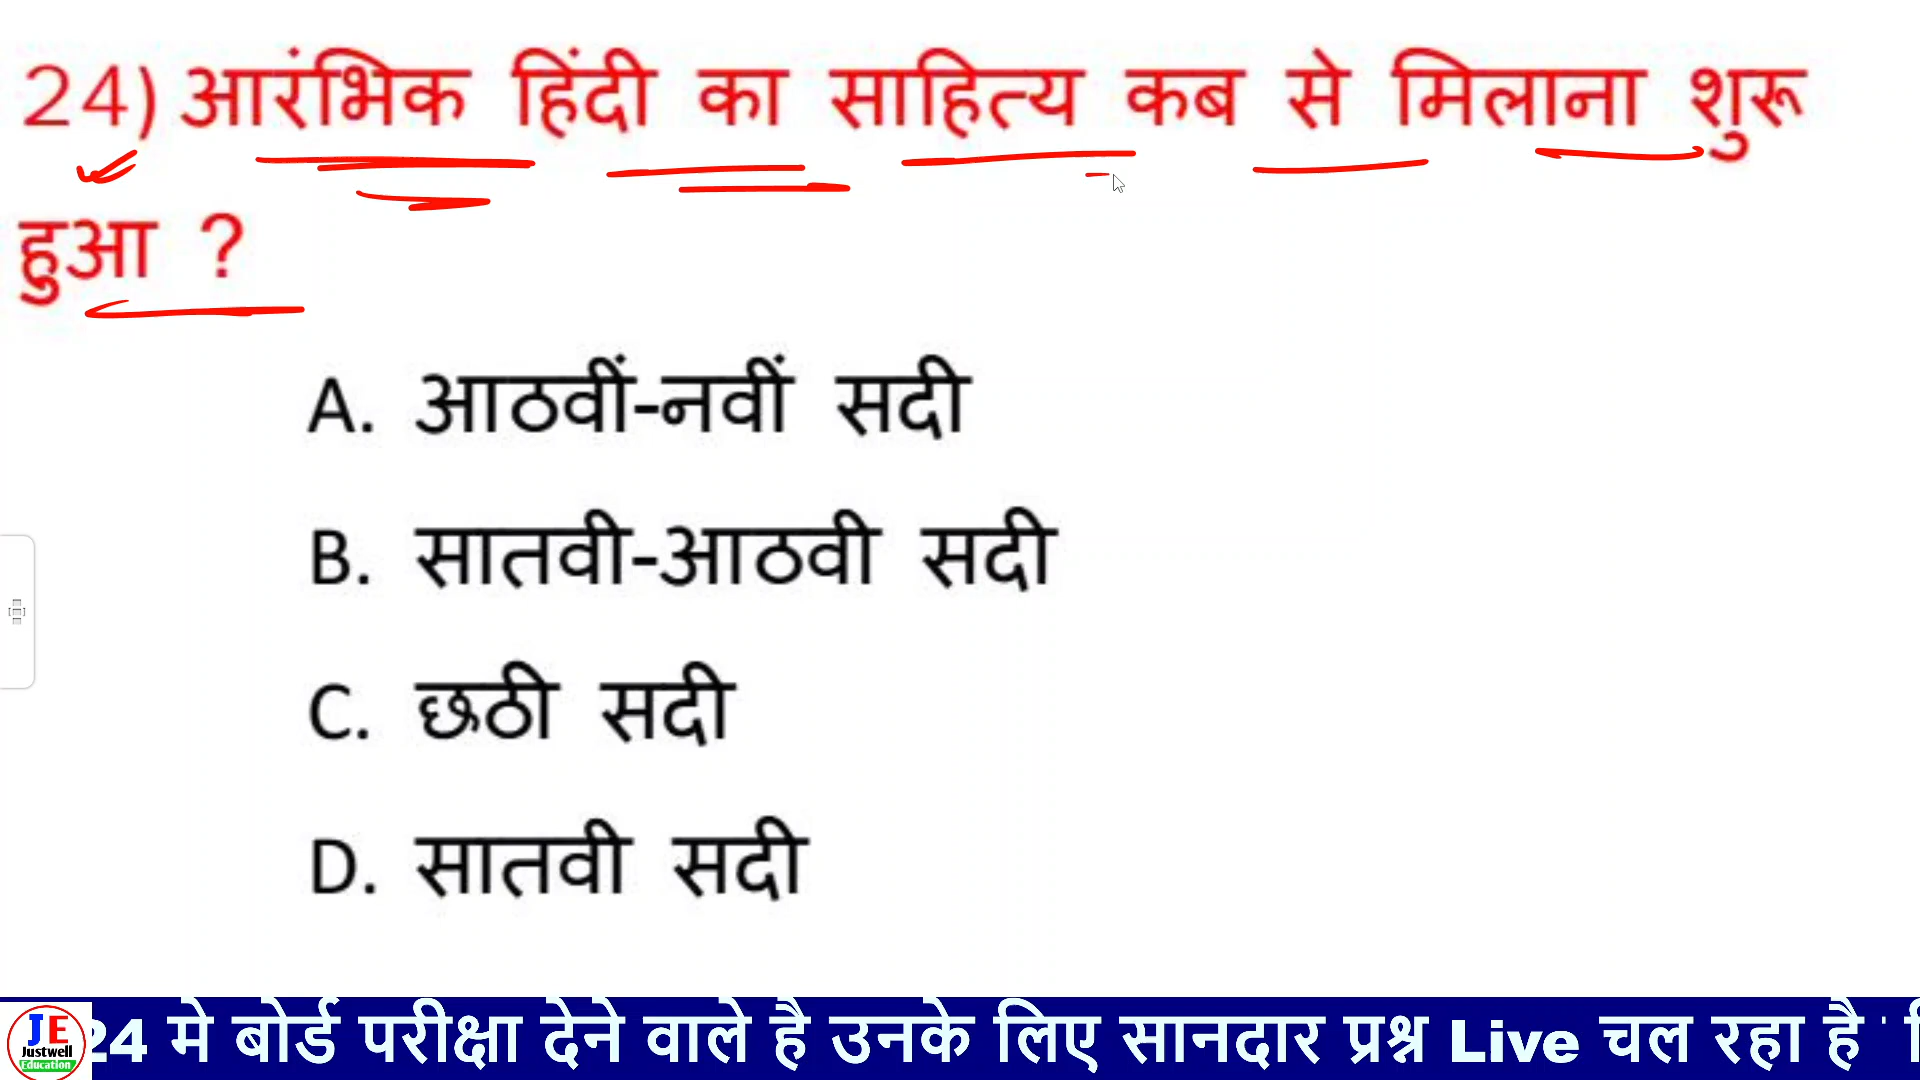 24) आरंभिक हिंदी का साहित्य कब से मिलाना शुरू
हुआ ?
A. आठवीं-नवीं सदी
B. सातवी-आठवी सदी
C. छठी सदी
D. सातवी सदी
JE
Justwell
Education
24 मे बोर्ड परीक्षा देने वाले है उनके लिए सानदार प्रश्न Live चल रहा है